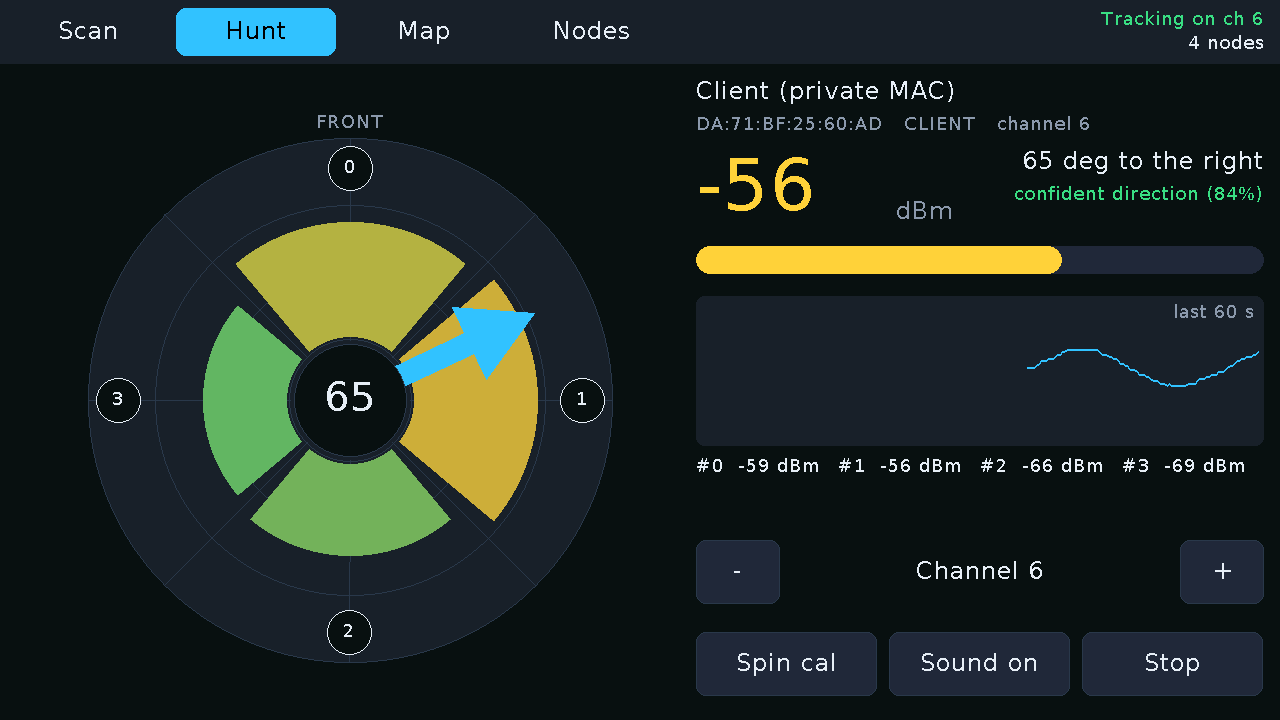 Scan Hunt Map Nodes
Tracking on ch 6
4 nodes
FRONT
0
1
2
3
65
Client (private MAC)
DA:71:BF:25:60:AD CLIENT channel 6
-56 dBm
65 deg to the right
confident direction (84%)
last 60 s
#0 -59 dBm #1 -56 dBm #2 -66 dBm #3 -69 dBm
- Channel 6 +
Spin cal Sound on Stop